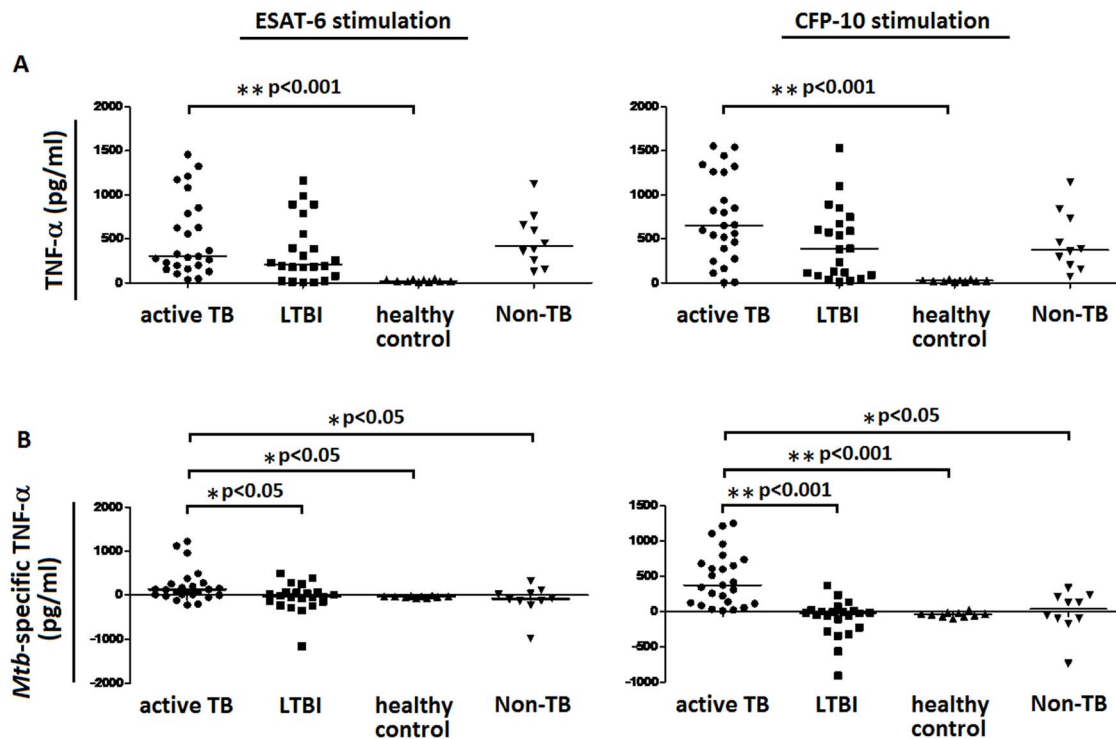 ESAT-6 stimulation
CFP-10 stimulation
A
TNF-α (pg/ml)
∗∗ p<0.001
2000
1500
1000
500
0
active TB
LTBI
healthy control
Non-TB
∗∗ p<0.001
2000
1500
1000
500
0
active TB
LTBI
healthy control
Non-TB
B
Mtb-specific TNF-α
(pg/ml)
∗p<0.05
∗p<0.05
∗p<0.05
2000
1000
0
-1000
-2000
active TB
LTBI
healthy control
Non-TB
∗p<0.05
∗∗ p<0.001
∗∗ p<0.001
1500
1000
500
0
-500
-1000
active TB
LTBI
healthy control
Non-TB